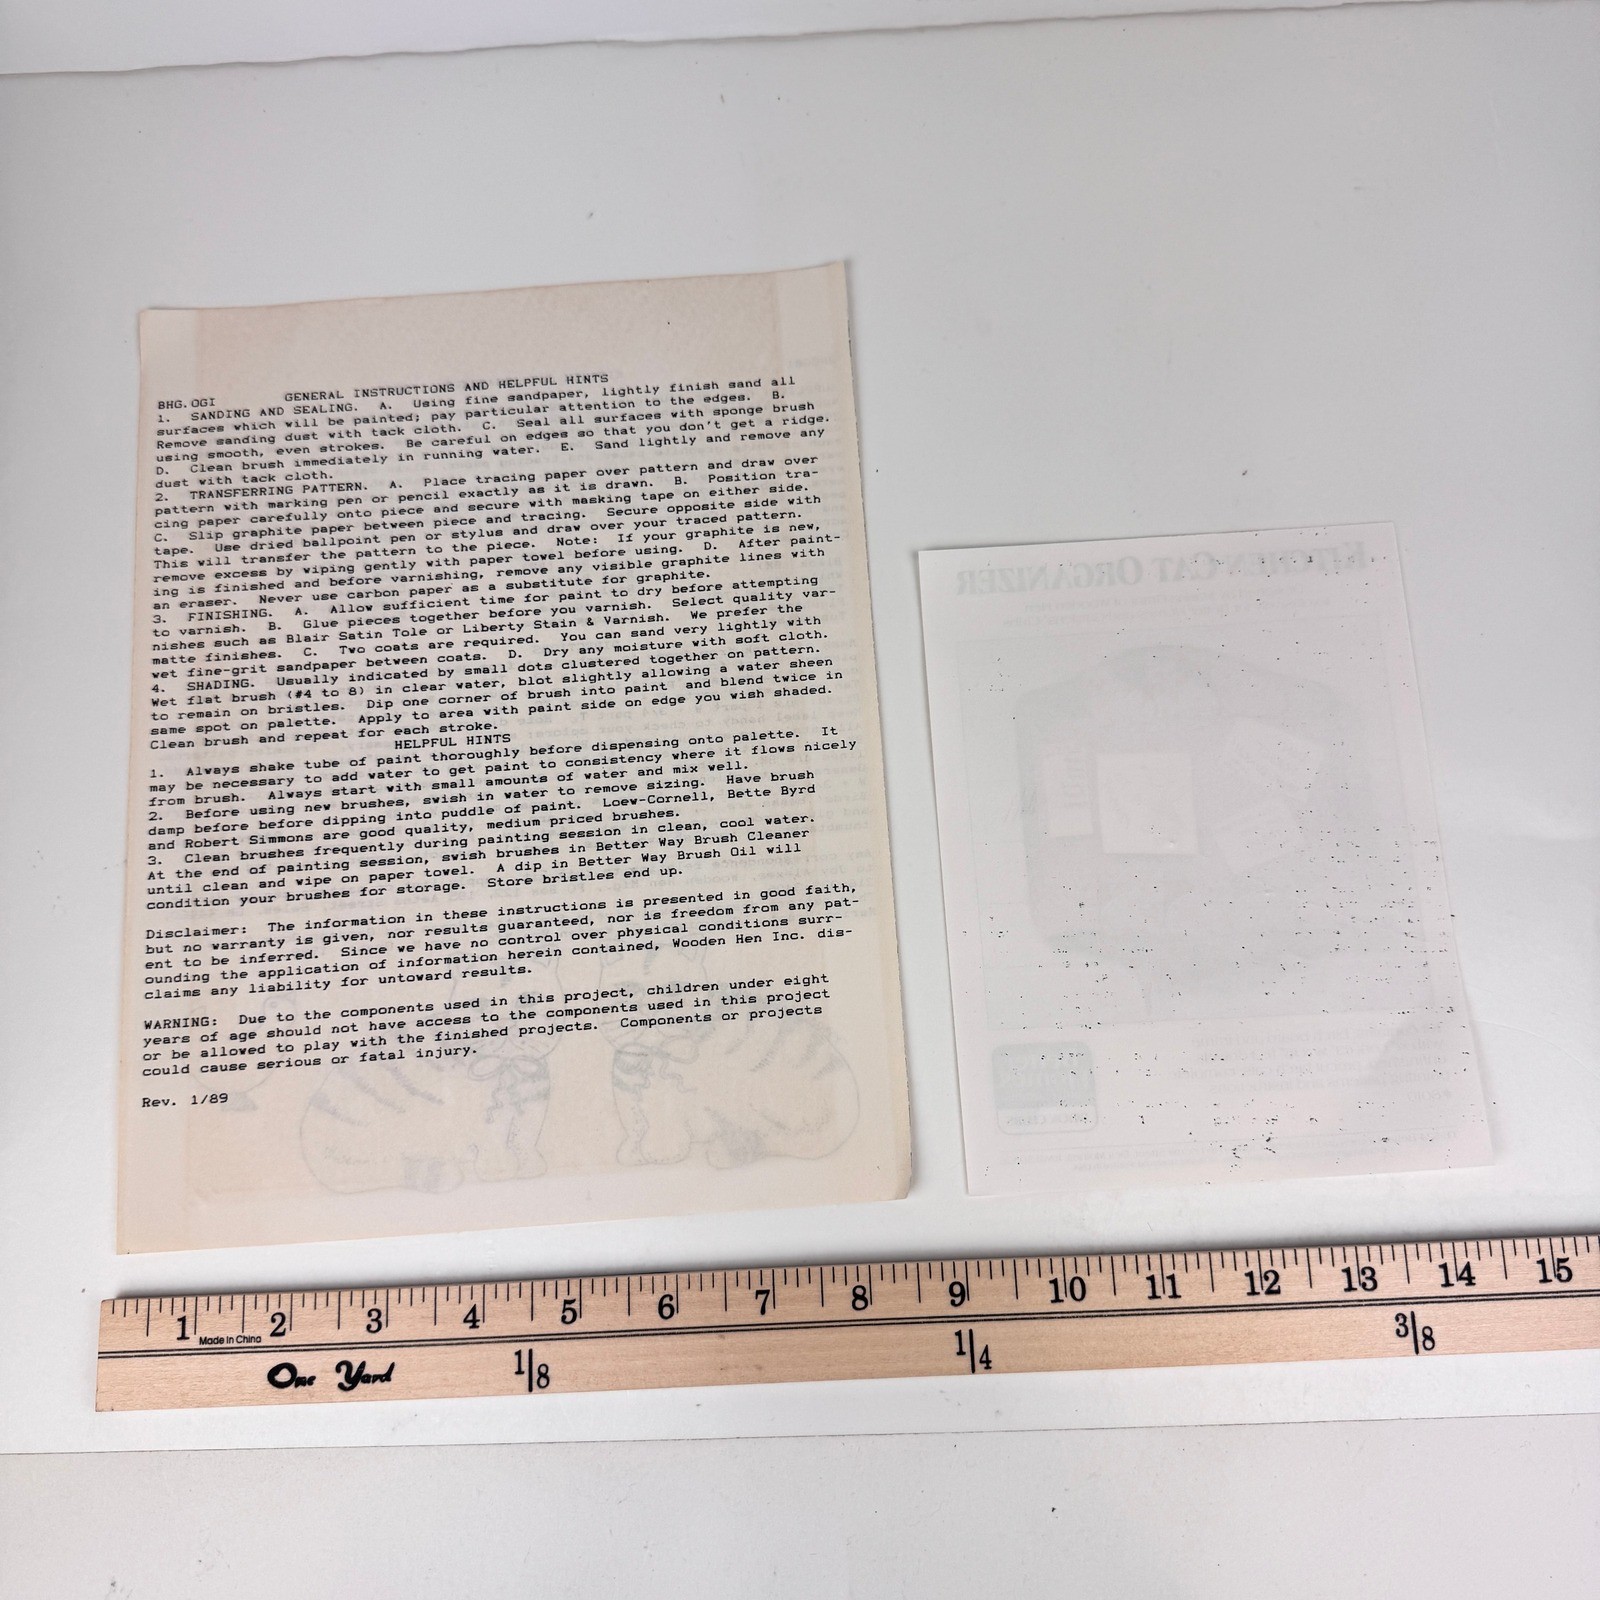 BHG.OGI GENERAL INSTRUCTIONS AND HELPFUL HINTS
1. SANDING AND SEALING. A. Using fine sandpaper, lightly finish sand all
surfaces which will be painted; pay particular attention to the edges. B.
Remove sanding dust with tack cloth. C. Seal all surfaces with sponge brush
using smooth, even strokes. Be careful on edges so that you don't get a ridge.
D. Clean brush immediately in running water. E. Sand lightly and remove any
dust with tack cloth.
2. TRANSFERRING PATTERN. A. Place tracing paper over pattern and draw over
pattern with marking pen or pencil exactly as it is drawn. B. Position tra-
cing paper carefully onto piece and secure with masking tape on either side.
C. Slip graphite paper between piece and tracing. Secure opposite side with
tape. Use dried ballpoint pen or stylus and draw over your traced pattern.
This will transfer the pattern to the piece. Note: If your graphite is new,
remove excess by wiping gently with paper towel before using. D. After paint-
ing is finished and before varnishing, remove any visible graphite lines with
an eraser. Never use carbon paper as a substitute for graphite.
3. FINISHING. A. Allow sufficient time for paint to dry before attempting
to varnish. B. Glue pieces together before you varnish. Select quality var-
nishes such as Blair Satin Tole or Liberty Stain & Varnish. We prefer the
matte finishes. C. Two coats are required. You can sand very lightly with
wet fine-grit sandpaper between coats. D. Dry any moisture with soft cloth.
4. SHADING. Usually indicated by small dots clustered together on pattern.
Wet flat brush (#4 to 8) in clear water, blot slightly allowing a water sheen
to remain on bristles. Dip one corner of brush into paint and blend twice in
same spot on palette. Apply to area with paint side on edge you wish shaded.
Clean brush and repeat for each stroke.
HELPFUL HINTS
1. Always shake tube of paint thoroughly before dispensing onto palette. It
may be necessary to add water to get paint to consistency where it flows nicely
from brush. Always start with small amounts of water and mix well.
2. Before using new brushes, swish in water to remove sizing. Have brush
damp before before dipping into puddle of paint. Loew-Cornell, Bette Byrd
and Robert Simmons are good quality, medium priced brushes.
3. Clean brushes frequently during painting session in clean, cool water.
At the end of painting session, swish brushes in Better Way Brush Cleaner
until clean and wipe on paper towel. A dip in Better Way Brush Oil will
condition your brushes for storage. Store bristles end up.
Disclaimer: The information in these instructions is presented in good faith,
but no warranty is given, nor results guaranteed, nor is freedom from any pat-
ent to be inferred. Since we have no control over physical conditions surr-
ounding the application of information herein contained, Wooden Hen Inc. dis-
claims any liability for untoward results.
WARNING: Due to the components used in this project, children under eight
years of age should not have access to the components used in this project
or be allowed to play with the finished projects. Components or projects
could cause serious or fatal injury.
Rev. 1/89
KITCHEN CAT ORGANIZER
1 2 3 4 5 6 7 8 9 10 11 12 13 14 15
Made in China
One Yard
1/8
1/4
3/8